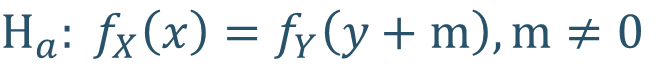 Hₐ: f_X(x) = f_Y(y + m), m ≠ 0